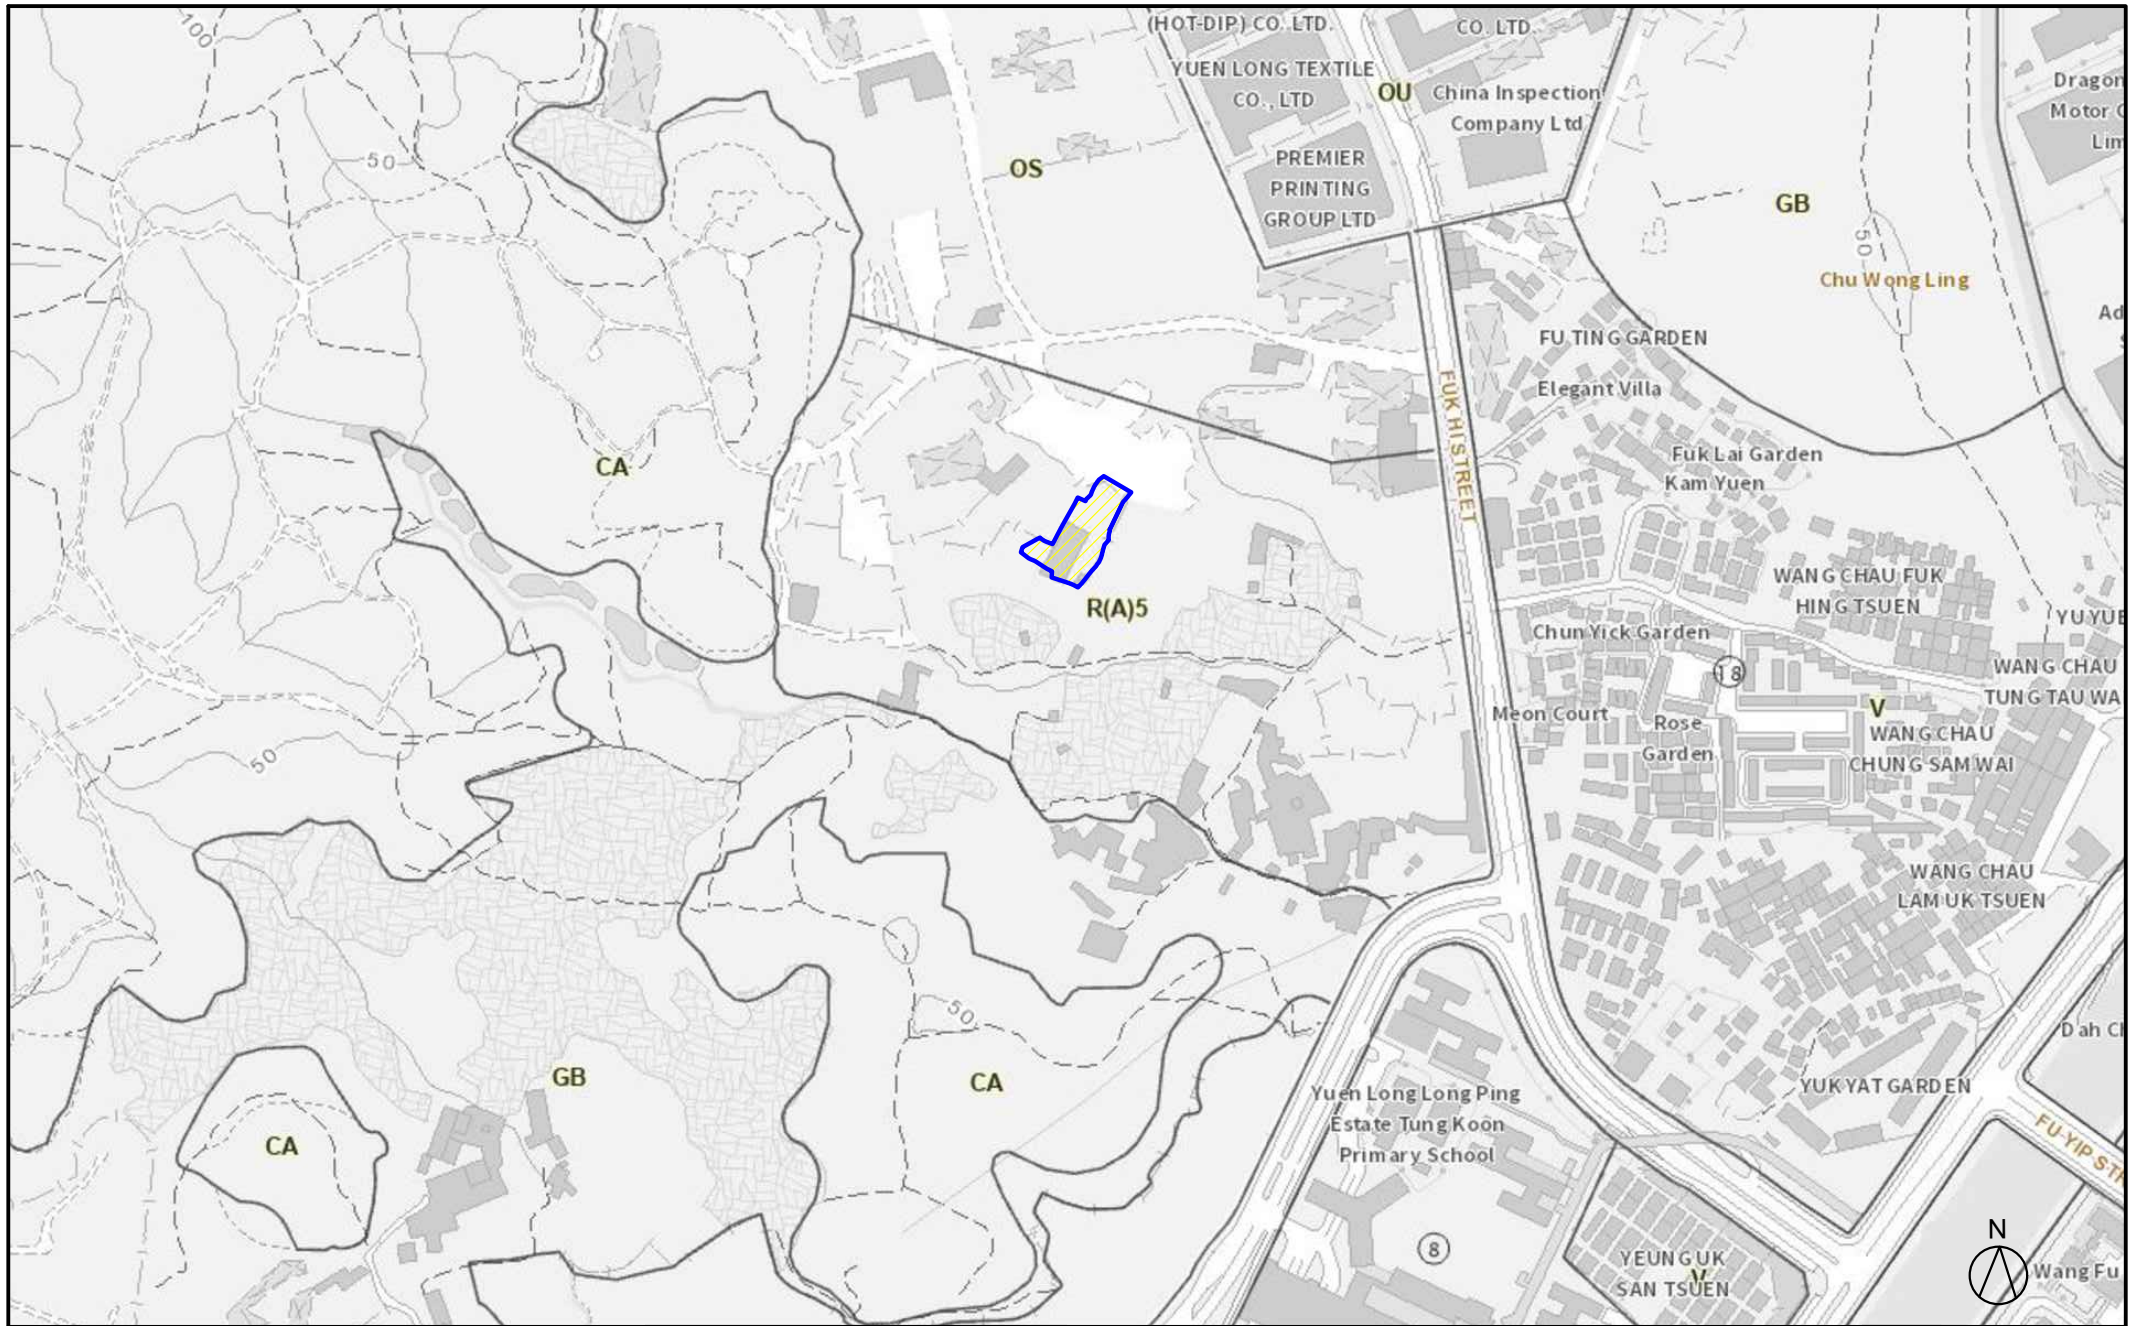 100
(HOT-DIP) CO. LTD.
CO. LTD.
YUEN LONG TEXTILE
CO., LTD
OU
China Inspection
Company Ltd
Dragon
Motor
Lim
50
OS
PREMIER
PRINTING
GROUP LTD
GB
50
Chu Wong Ling
Ad
FU TING GARDEN
FUK HI STREET
Elegant Villa
CA
Fuk Lai Garden
Kam Yuen
R(A)5
WANG CHAU FUK
HING TSUEN
YU YUE
Chun Yick Garden
18
WANG CHAU
TUNG TAU WA
Meon Court
Rose
Garden
V
WANG CHAU
CHUNG SAM WAI
50
WANG CHAU
LAM UK TSUEN
50
Dah C
GB
CA
YUK YAT GARDEN
Yuen Long Long Ping
Estate Tung Koon
Primary School
FU YIP ST
CA
8
YEUNG UK
SAN TSUEN
V
N
Wang Fu